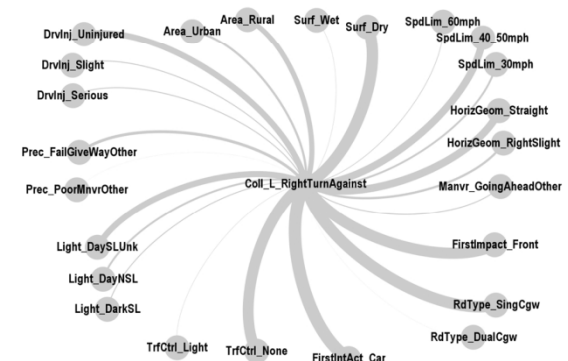 Area_Rural
Surf_Wet
Surf_Dry
SpdLim_60mph
DrvInj_Uninjured
Area_Urban
SpdLim_40_50mph
DrvInj_Slight
SpdLim_30mph
DrvInj_Serious
HorizGeom_Straight
HorizGeom_RightSlight
Prec_FailGiveWayOther
Coll_L_RightTurnAgainst
Prec_PoorMnvrOther
Manvr_GoingAheadOther
Light_DaySLUnk
FirstImpact_Front
Light_DayNSL
Light_DarkSL
RdType_SingCgw
RdType_DualCgw
TrfCtrl_Light
TrfCtrl_None
FirstIntAct_Car